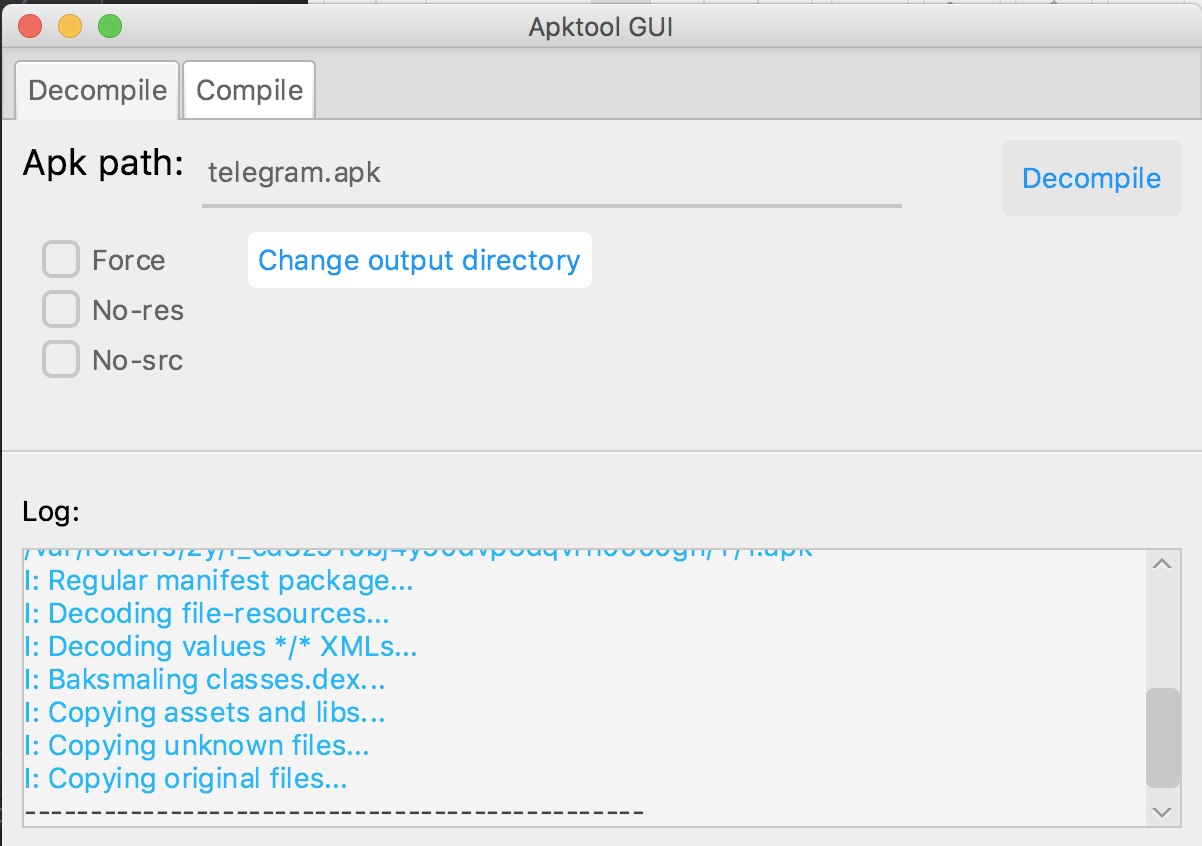 Apktool GUI
Decompile Compile
Apk path: telegram.apk Decompile
Force Change output directory
No-res
No-src
Log:
I: Regular manifest package...
I: Decoding file-resources...
I: Decoding values */* XMLs...
I: Baksmaling classes.dex...
I: Copying assets and libs...
I: Copying unknown files...
I: Copying original files...
-----------------------------------------------